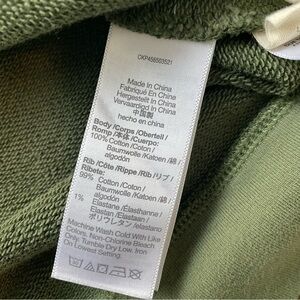 CKP456563521
Made In China
Fabriqué En Chine
Hergestellt In China
Vervaardigd In China
中国製
hecho en china
Body /Corps /Oberteil /
Romp /本体 /Cuerpo:
100% Cotton /Coton /
Baumwolle /Katoen /綿 /
algodón
Rib /Côte /Rippe /Rib /リブ /
Ribete:
99% Cotton /Coton /
Baumwolle /Katoen /綿 /
algodón
1% Elastane /Élasthanne /
Elastan /Elastaan /
ポリウレタン /elastano
Machine Wash Cold With Like
Colors. Non-Chlorine Bleach
Only. Tumble Dry Low. Iron
On Lowest Setting.